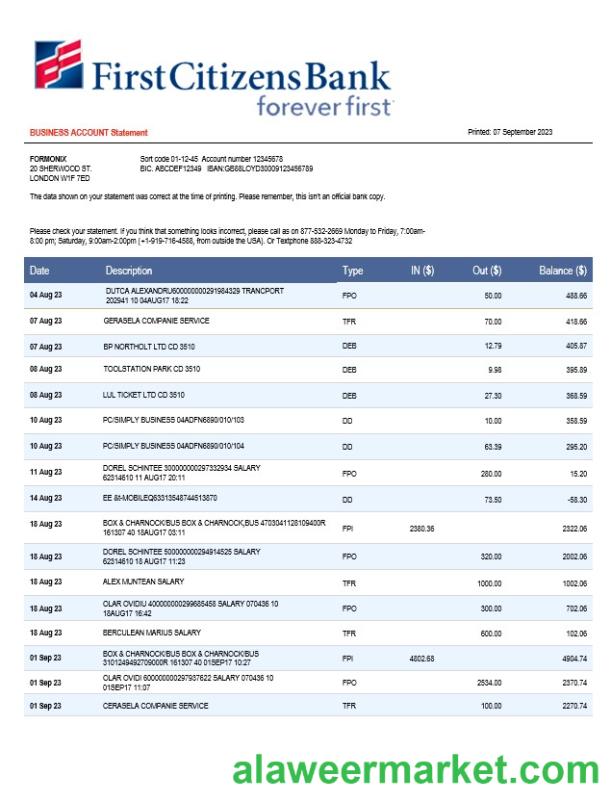 First Citizens Bank
forever first
BUSINESS ACCOUNT Statement Printed: 07 September 2023
FORMONIX Sort code 01-12-45 Account number 12345678
20 SHERWOOD ST. BIC. ABCDEF12349 IBAN:GB88LOYD30009123456789
LONDON W1F 7ED
The data shown on your statement was correct at the time of printing. Please remember, this isn't an official bank copy.
Please check your statement. If you think that something looks incorrect, please call as on 877-532-2669 Monday to Friday, 7:00am-
8:00 pm; Saturday, 9:00am-2:00pm (+1-919-716-4588, from outside the USA). Or Textphone 888-323-4732
Date Description Type IN ($) Out ($) Balance ($)
04 Aug 23 DUTCA ALEXANDRU600000000291984329 TRANCPORT FPO 50.00 488.66
202941 10 04AUG17 18:22
07 Aug 23 GERASELA COMPANIE SERVICE TFR 70.00 418.66
07 Aug 23 BP NORTHOLT LTD CD 3510 DEB 12.79 405.87
08 Aug 23 TOOLSTATION PARK CD 3510 DEB 9.98 395.89
08 Aug 23 LUL TICKET LTD CD 3510 DEB 27.30 368.59
10 Aug 23 PC/SIMPLY BUSINESS 04ADFN6890/010/103 DD 10.00 358.59
10 Aug 23 PC/SIMPLY BUSINESS 04ADFN6890/010/104 DD 63.39 295.20
11 Aug 23 DOREL SCHINTEE 300000000297332934 SALARY FPO 280.00 15.20
62314610 11 AUG17 20:11
14 Aug 23 EE &t-MOBILEQ63313548744513870 DD 73.50 -58.30
18 Aug 23 BOX & CHARNOCK/BUS BOX & CHARNOCK,BUS 4703041128109400R FPI 2380.36 2322.06
161307 40 18AUG17 03:11
18 Aug 23 DOREL SCHINTEE 500000000294914525 SALARY FPO 320.00 2002.06
62314610 18 AUG17 11:23
18 Aug 23 ALEX MUNTEAN SALARY TFR 1000.00 1002.06
18 Aug 23 OLAR OVIDIU 400000000299685458 SALARY 070436 10 FPO 300.00 702.06
18AUG17 16:42
18 Aug 23 BERCULEAN MARIUS SALARY TFR 600.00 102.06
01 Sep 23 BOX & CHARNOCK/BUS BOX & CHARNOCK/BUS FPI 4802.68 4904.74
3101249492709000R 161307 40 01SEP17 10:27
01 Sep 23 OLAR OVIDI 600000000297937622 SALARY 070436 10 FPO 2534.00 2370.74
01SEP17 11:07
01 Sep 23 CERASELA COMPANIE SERVICE TFR 100.00 2270.74
alaweermarket.com